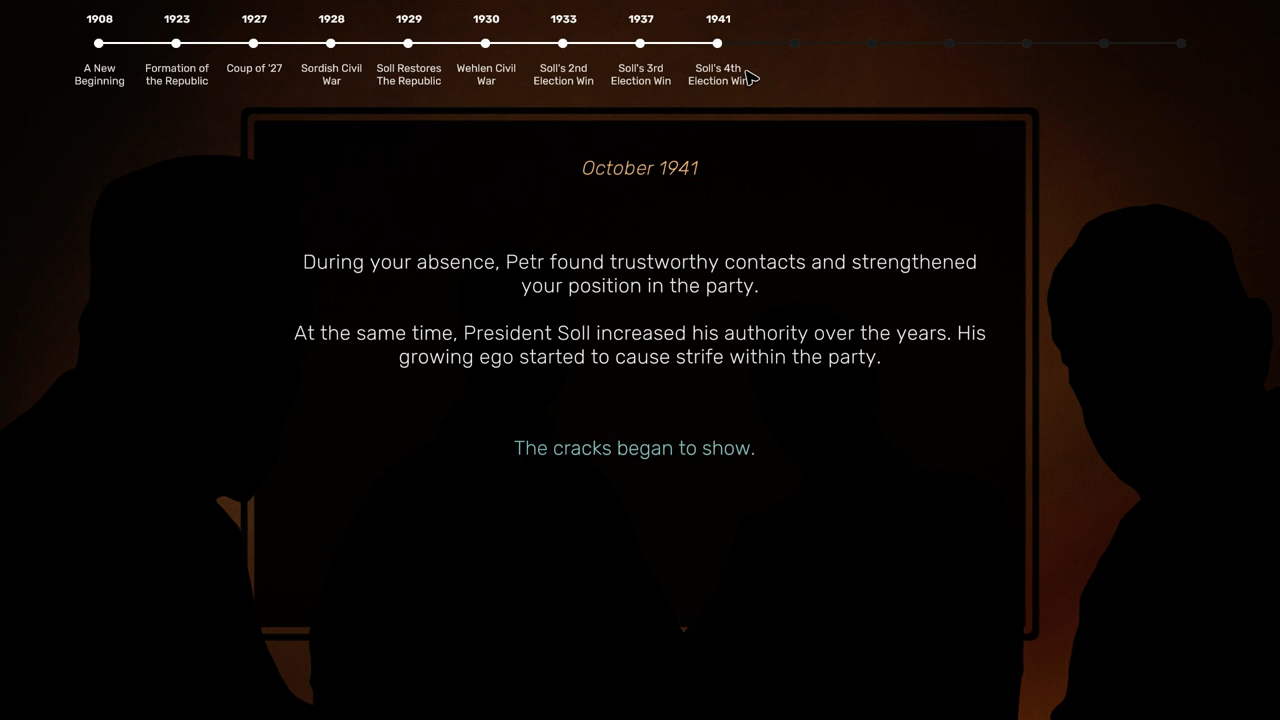 1908 1923 1927 1928 1929 1930 1933 1937 1941
A New Formation of Coup of '27 Sordish Civil Soll Restores Wehlen Civil Soll's 2nd Soll's 3rd Soll's 4th
Beginning the Republic War The Republic War Election Win Election Win Election Win
October 1941
During your absence, Petr found trustworthy contacts and strengthened
your position in the party.
At the same time, President Soll increased his authority over the years. His
growing ego started to cause strife within the party.
The cracks began to show.